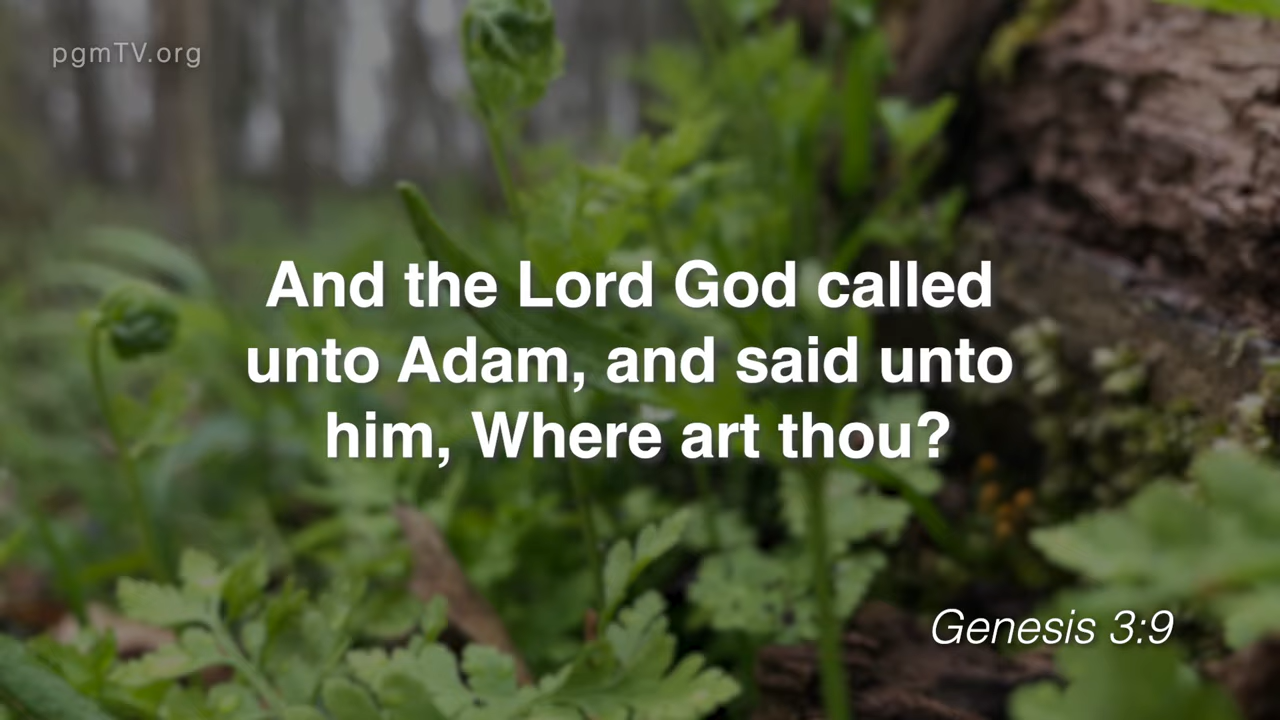 pgmTV.org
And the Lord God called
unto Adam, and said unto
him, Where art thou?
Genesis 3:9